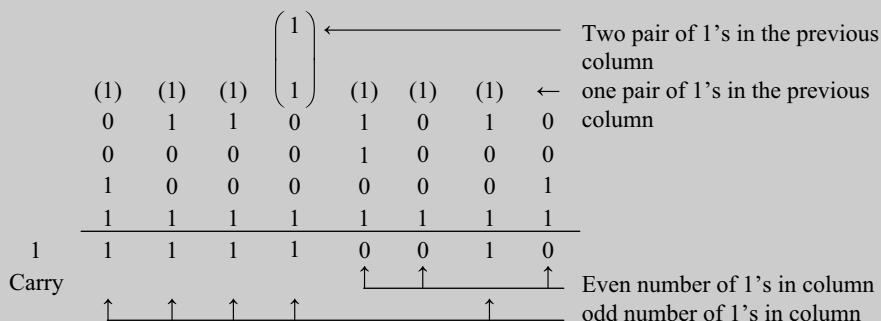 1 ← Two pair of 1’s in the previous
column
(1) (1) (1) 1 (1) (1) (1) ← one pair of 1’s in the previous
0 1 1 0 1 0 1 0 column
0 0 0 0 1 0 0 0
1 0 0 0 0 0 0 1
1 1 1 1 1 1 1 1
1 1 1 1 1 0 0 1 0
Carry
Even number of 1’s in column
odd number of 1’s in column